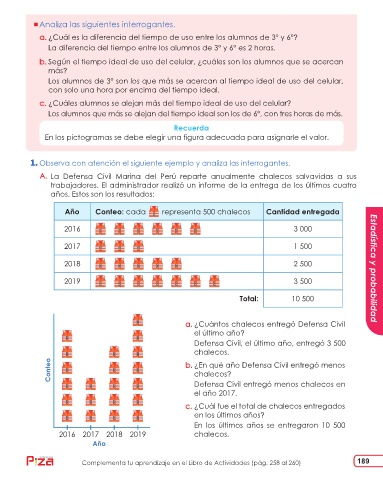 Analiza las siguientes interrogantes.
a. ¿Cuál es la diferencia del tiempo de uso entre los alumnos de 3° y 6°?
La diferencia del tiempo entre los alumnos de 3° y 6° es 2 horas.
b. Según el tiempo ideal de uso del celular, ¿cuáles son los alumnos que se acercan
más?
Los alumnos de 3° son los que más se acercan al tiempo ideal de uso del celular,
con solo una hora por encima del tiempo ideal.
c. ¿Cuáles alumnos se alejan más del tiempo ideal de uso del celular?
Los alumnos que más se alejan del tiempo ideal son los de 6°, con tres horas de más.
Recuerda
En los pictogramas se debe elegir una figura adecuada para asignarle el valor.
1. Observa con atención el siguiente ejemplo y analiza las interrogantes.
A. La Defensa Civil Marina del Perú reparte anualmente chalecos salvavidas a sus
trabajadores. El administrador realizó un informe de la entrega de los últimos cuatro
años. Estos son los resultados:
Año Conteo: cada representa 500 chalecos Cantidad entregada
2016 3 000
2017 1 500
2018 2 500
2019 3 500
Total: 10 500
Estadística y probabilidad
a. ¿Cuántos chalecos entregó Defensa Civil
el último año?
Defensa Civil, el último año, entregó 3 500
chalecos.
b. ¿En qué año Defensa Civil entregó menos
chalecos?
Defensa Civil entregó menos chalecos en
el año 2017.
c. ¿Cuál fue el total de chalecos entregados
en los últimos años?
En los últimos años se entregaron 10 500
chalecos.
Conteo
2016 2017 2018 2019
Año
Piza
Complementa tu aprendizaje en el Libro de Actividades (pág. 258 al 260)
189